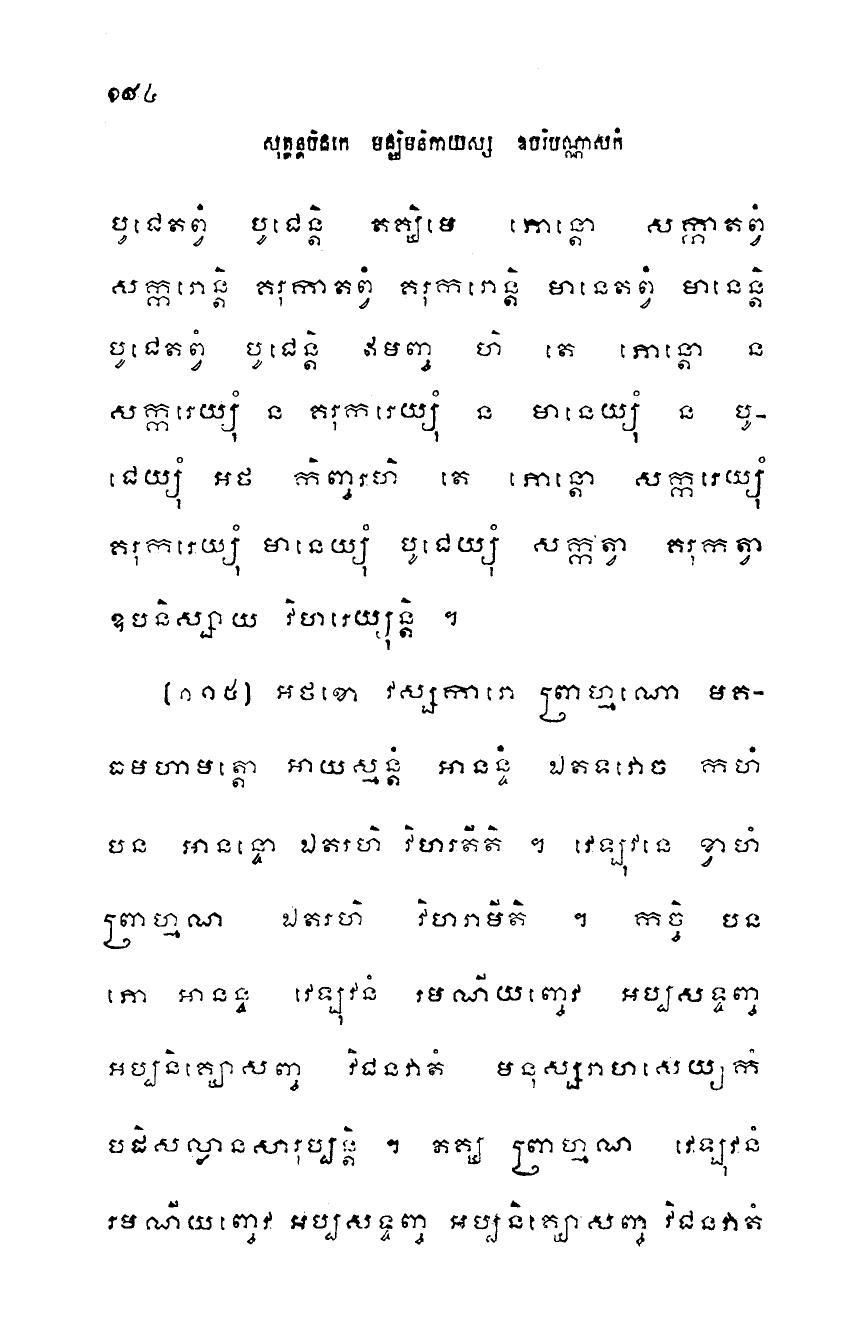 ១៩៤
សុត្តន្តបិដកេ មជ្ឈិមនិកាយស្ស ឧបរិបណ្ណាសកំ
បូជេតព្វំ បូជេន្តិ តគ្ឃិមេ ភោន្តោ សក្កាតព្វំ
សក្ករោន្តិ គរុកាតព្វំ គរុករោន្តិ មានេតព្វំ មានេន្តិ
បូជេតព្វំ បូជេន្តិ ឥមញ្ច ហិ តេ ភោន្តោ ន
សក្ករេយ្យុំ ន គរុករេយ្យុំ ន មានេយ្យុំ ន បូ-
ជេយ្យុំ អថ កិញ្ចរហិ តេ ភោន្តោ សក្ករេយ្យុំ
គរុករេយ្យុំ មានេយ្យុំ បូជេយ្យុំ សក្កត្វា គរុកត្វា
ឧបនិស្សាយ វិហរេយ្យុន្តិ ។
(១១៥) អថខោ វស្សការោ ព្រាហ្មណោ មគ-
ធមហាមត្តោ អាយស្មន្តំ អានន្ទំ ឯតទវោច កហំ
បន អានន្ទោ ឯតរហិ វិហរតីតិ ។ វេឡុវនេ ខ្វាហំ
ព្រាហ្មណ ឯតរហិ វិហរាមីតិ ។ កច្ចិ បន
ភោ អានន្ទ វេឡុវនំ រមណីយញ្ចេវ អប្បសទ្ទញ្ច
អប្បនិគ្ឃោសញ្ច វិជនវាតំ មនុស្សរាហសេយ្យកំ
បដិសល្លានសារុប្បន្តិ ។ តគ្ឃ ព្រាហ្មណ វេឡុវនំ
រមណីយញ្ចេវ អប្បសទ្ទញ្ច អប្បនិគ្ឃោសញ្ច វិជនវាតំ